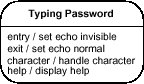 Typing Password
entry / set echo invisible
exit / set echo normal
character / handle character
help / display help